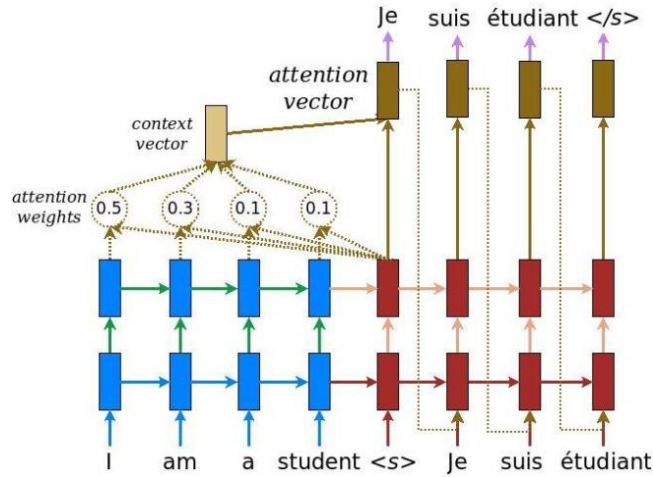 Je suis étudiant </s>
attention
vector
context
vector
attention
weights
0.5 0.3 0.1 0.1
I am a student <s> Je suis étudiant